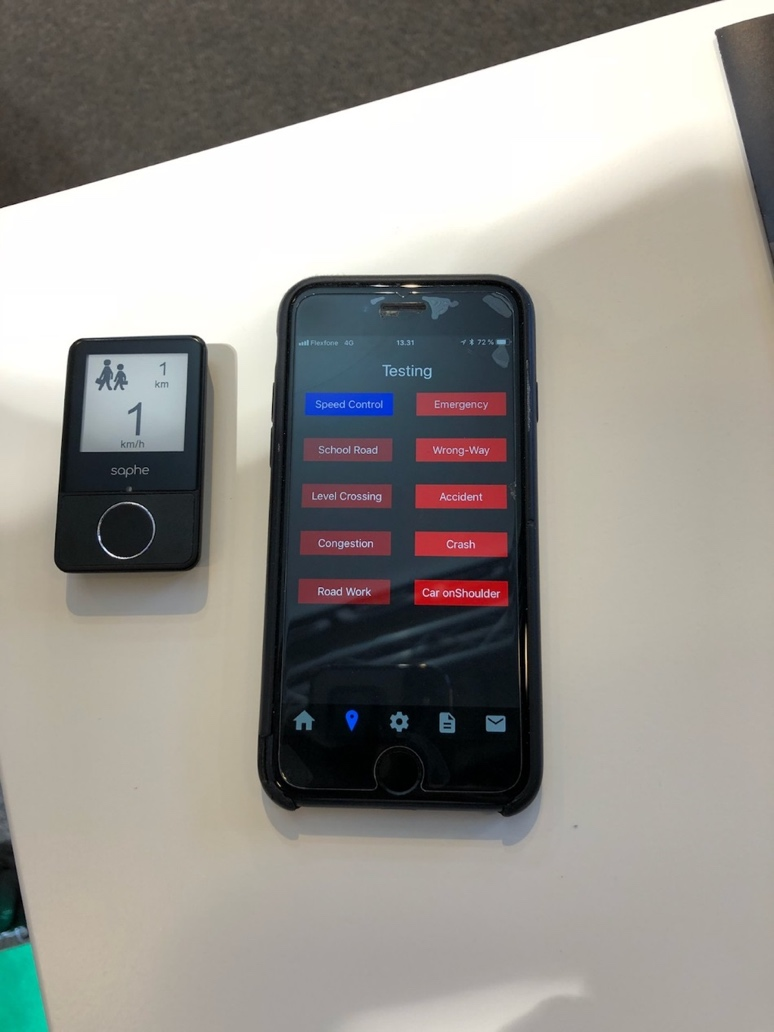 1
km
1
km/h
saphe
Flexfone 4G 13.31 72 %
Testing
Speed Control Emergency
School Road Wrong-Way
Level Crossing Accident
Congestion Crash
Road Work Car onShoulder